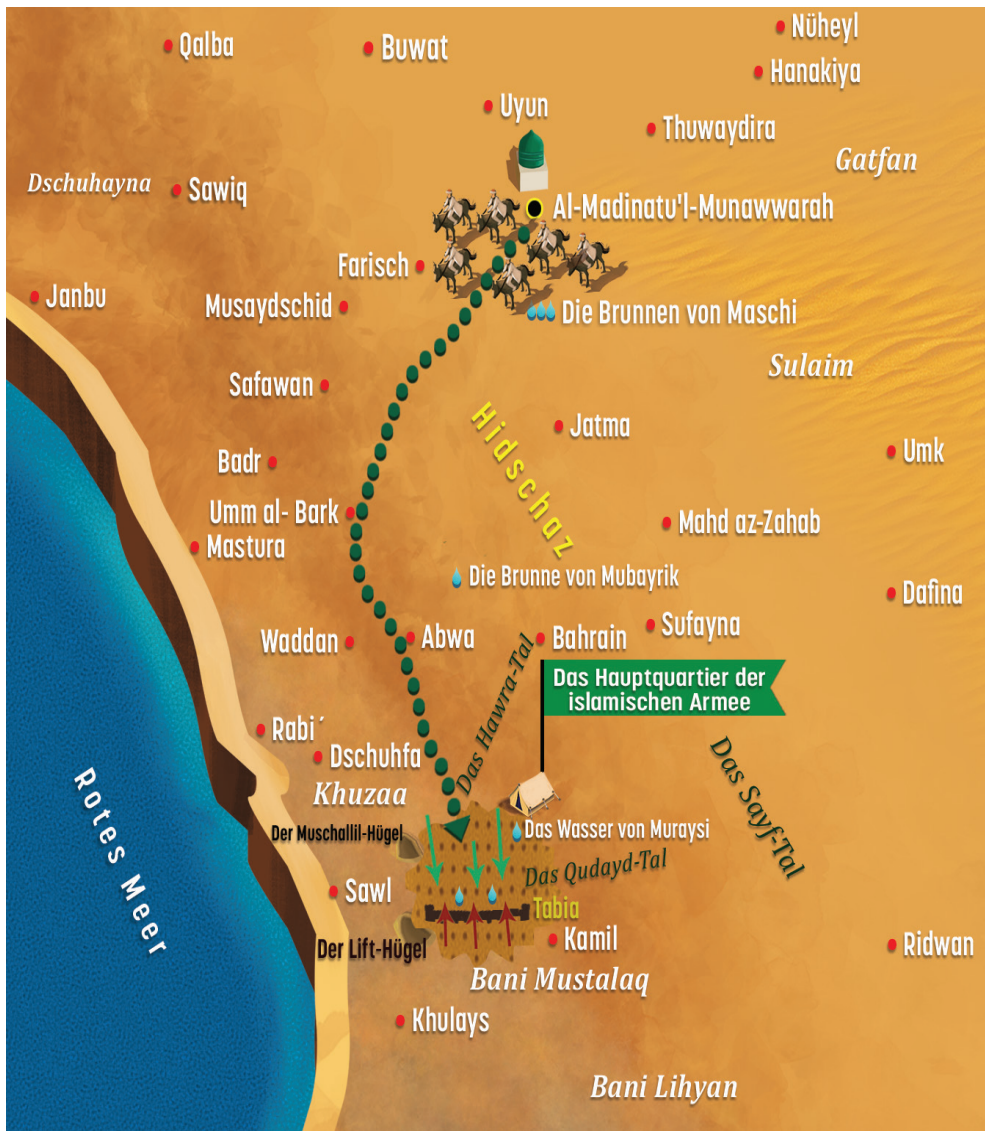 Nüheyl
Qalba
Buwat
Hanakiya
Uyun
Thuwaydira
Gatfan
Dschuhayna
Sawiq
Al-Madinatu'l-Munawwarah
Farisch
Janbu
Musaydschid
Die Brunnen von Maschi
Sulaim
Safawan
Hidschaz
Jatma
Umk
Badr
Umm al- Bark
Mahd az-Zahab
Mastura
Die Brunne von Mubayrik
Dafina
Waddan
Abwa
Das Hawra-Tal
Bahrain
Sufayna
Das Hauptquartier der
islamischen Armee
Rabi´
Dschuhfa
Das Sayf-Tal
Khuzaa
Rotes Meer
Der Muschallil-Hügel
Das Wasser von Muraysi
Das Qudayd-Tal
Sawl
Tabia
Der Lift-Hügel
Kamil
Ridwan
Bani Mustalaq
Khulays
Bani Lihyan